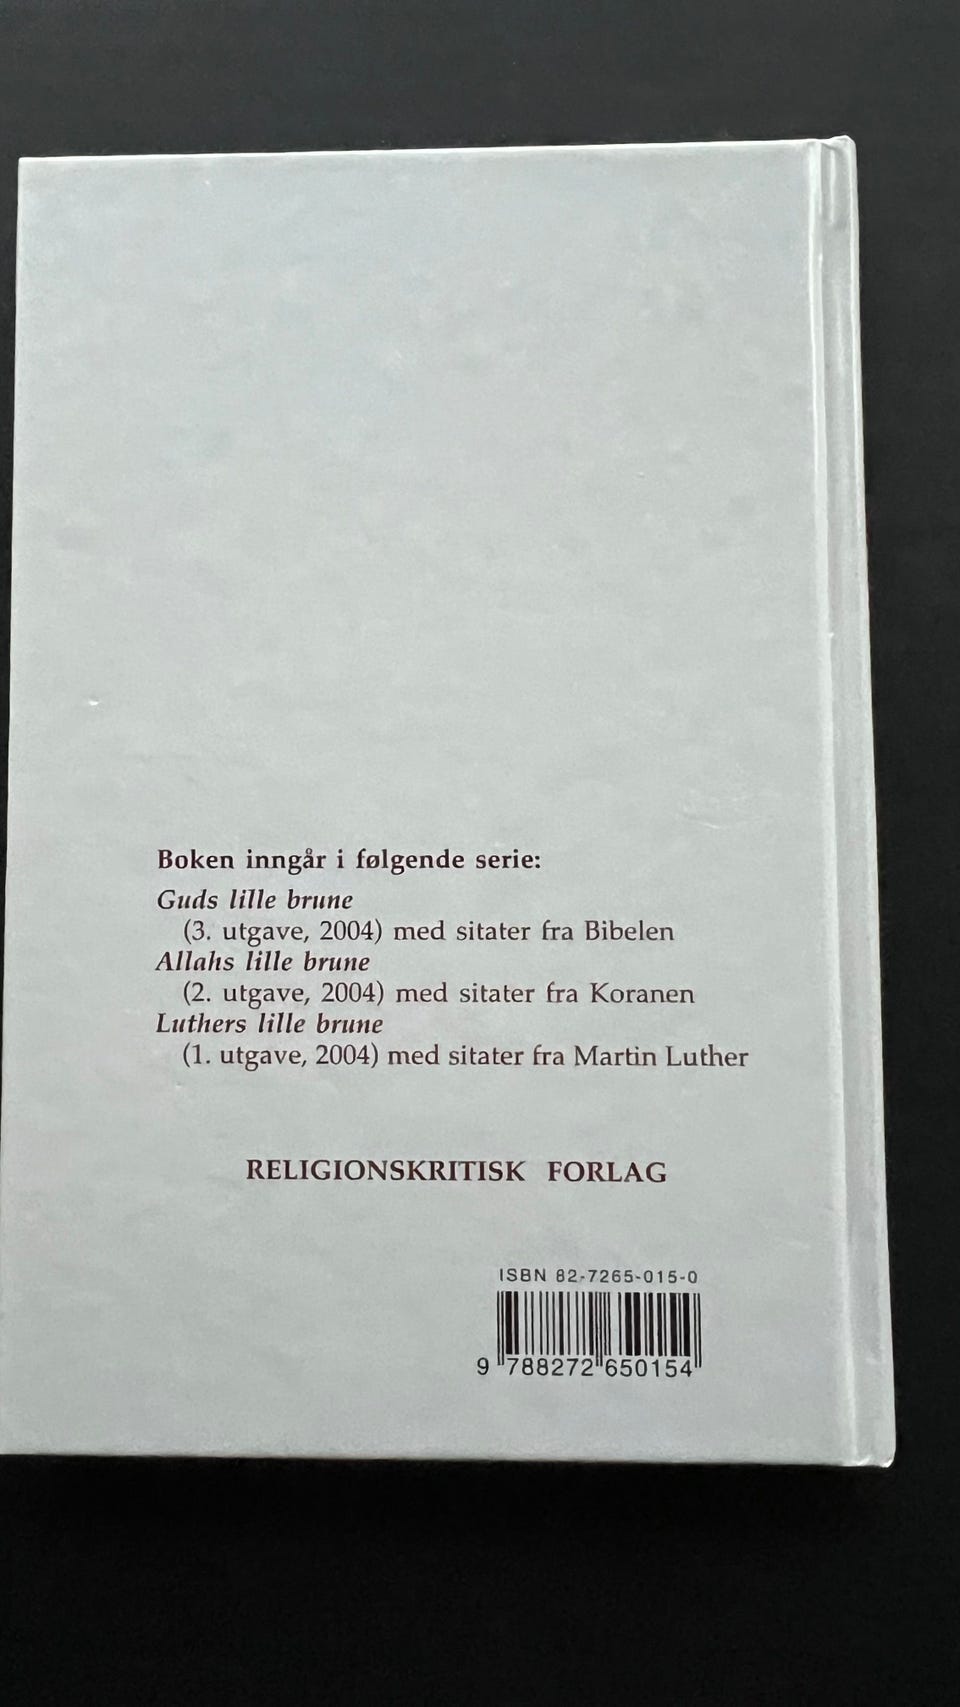 Boken inngår i følgende serie:
Guds lille brune
(3. utgave, 2004) med sitater fra Bibelen
Allahs lille brune
(2. utgave, 2004) med sitater fra Koranen
Luthers lille brune
(1. utgave, 2004) med sitater fra Martin Luther
RELIGIONSKRITISK FORLAG
ISBN 82-7265-015-0
9 788272 650154